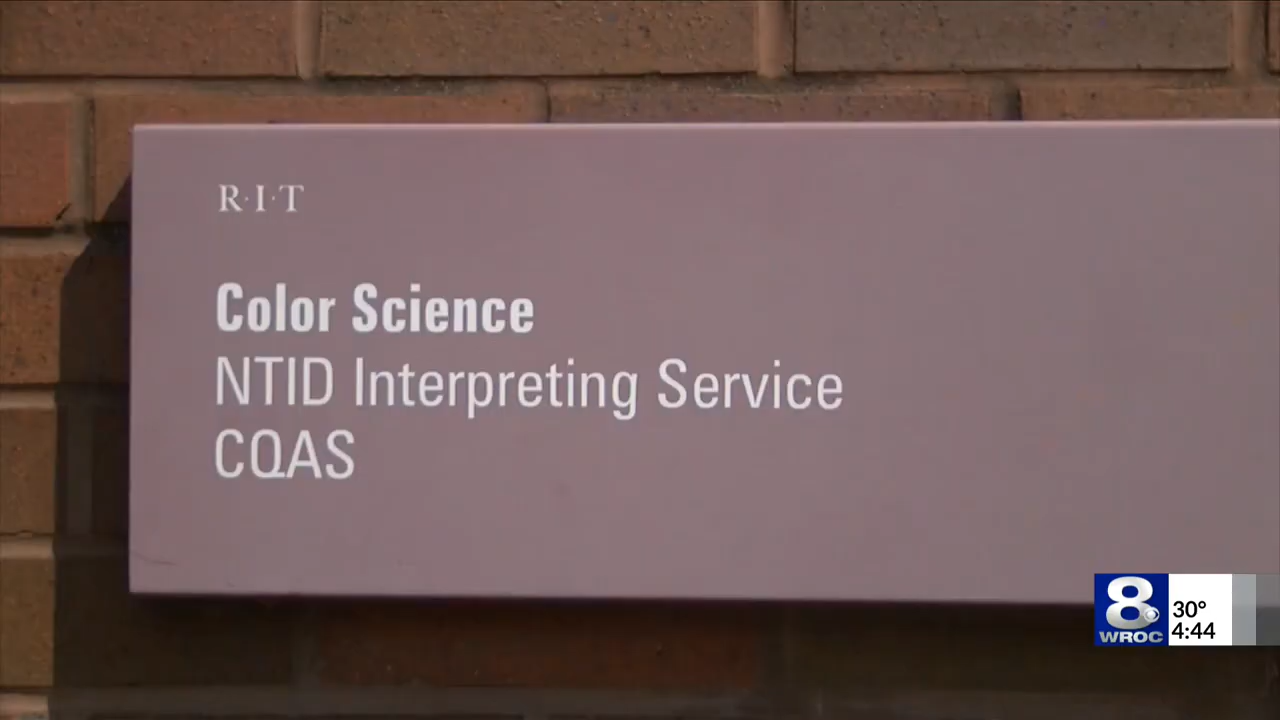 R·I·T
Color Science
NTID Interpreting Service
CQAS
8
WROC
30°
4:44